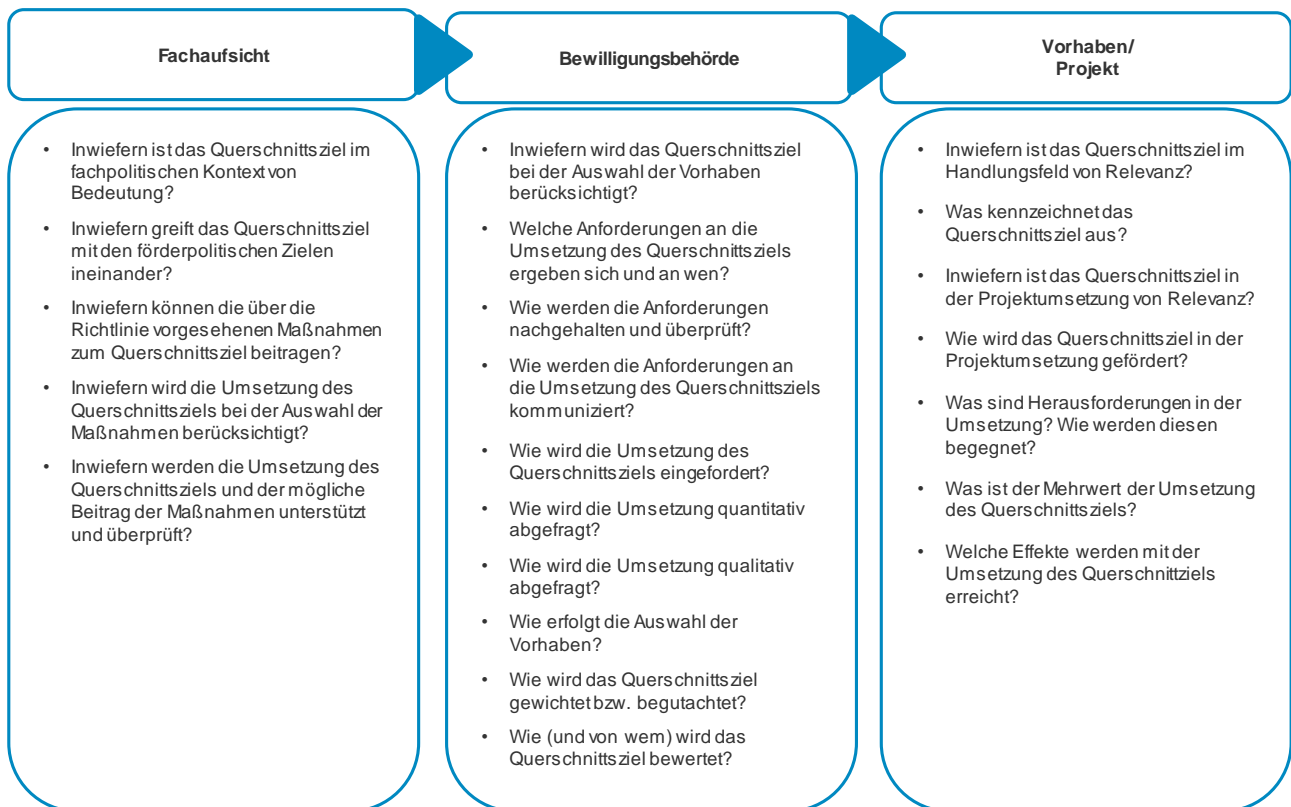 Fachaufsicht
• Inwiefern ist das Querschnittsziel im
fachpolitischen Kontext von
Bedeutung?
• Inwiefern greift das Querschnittsziel
mit den förderpolitischen Zielen
ineinander?
• Inwiefern können die über die
Richtlinie vorgesehenen Maßnahmen
zum Querschnittsziel beitragen?
• Inwiefern wird die Umsetzung des
Querschnittsziels bei der Auswahl der
Maßnahmen berücksichtigt?
• Inwiefern werden die Umsetzung des
Querschnittsziels und der mögliche
Beitrag der Maßnahmen unterstützt
und überprüft?
Bewilligungsbehörde
• Inwiefern wird das Querschnittsziel
bei der Auswahl der Vorhaben
berücksichtigt?
• Welche Anforderungen an die
Umsetzung des Querschnittsziels
ergeben sich und an wen?
• Wie werden die Anforderungen
nachgehalten und überprüft?
• Wie werden die Anforderungen an
die Umsetzung des Querschnittsziels
kommuniziert?
• Wie wird die Umsetzung des
Querschnittsziels eingefordert?
• Wie wird die Umsetzung quantitativ
abgefragt?
• Wie wird die Umsetzung qualitativ
abgefragt?
• Wie erfolgt die Auswahl der
Vorhaben?
• Wie wird das Querschnittsziel
gewichtet bzw. begutachtet?
• Wie (und von wem) wird das
Querschnittsziel bewertet?
Vorhaben/
Projekt
• Inwiefern ist das Querschnittsziel im
Handlungsfeld von Relevanz?
• Was kennzeichnet das
Querschnittsziel aus?
• Inwiefern ist das Querschnittsziel in
der Projektumsetzung von Relevanz?
• Wie wird das Querschnittsziel in der
Projektumsetzung gefördert?
• Was sind Herausforderungen in der
Umsetzung? Wie werden diesen
begegnet?
• Was ist der Mehrwert der Umsetzung
des Querschnittsziels?
• Welche Effekte werden mit der
Umsetzung des Querschnittziels
erreicht?